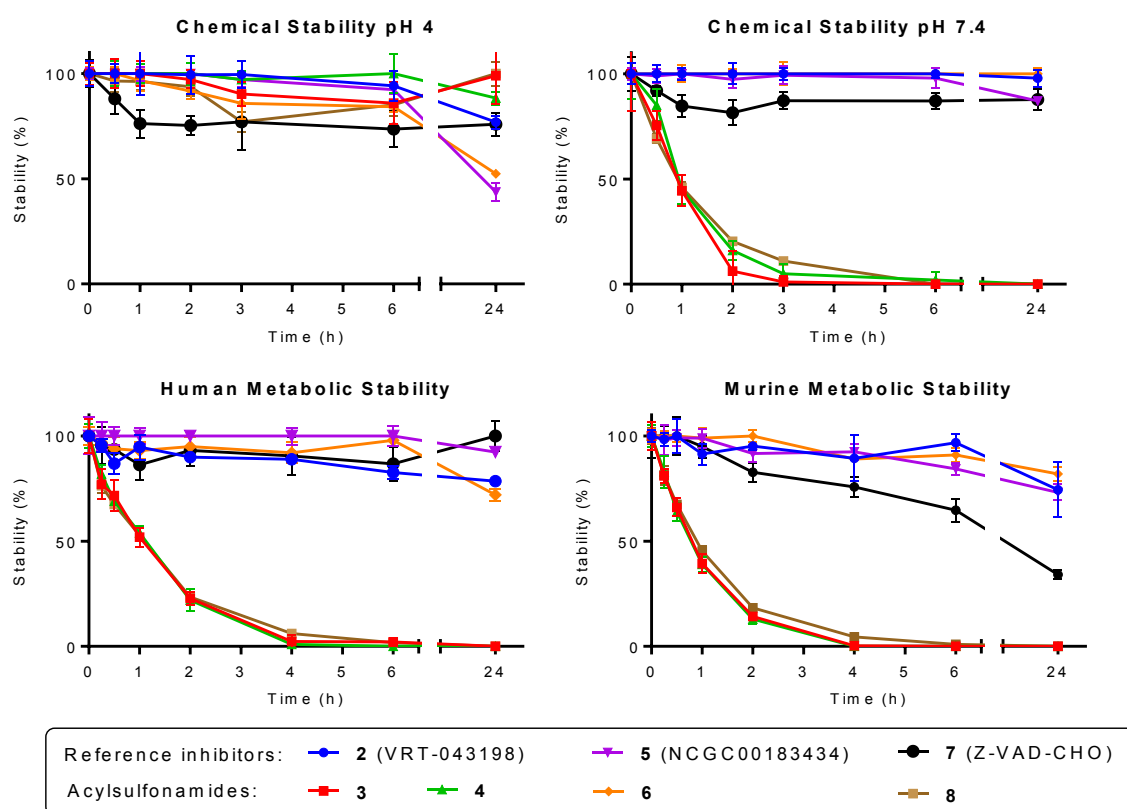 Chemical Stability pH 4
Chemical Stability pH 7.4
Stability (%)
100
50
0
0 1 2 3 4 5 6 24
Time (h)
Stability (%)
100
50
0
0 1 2 3 4 5 6 24
Time (h)
Human Metabolic Stability
Murine Metabolic Stability
Stability (%)
100
50
0
0 1 2 3 4 5 6 24
Time (h)
Stability (%)
100
50
0
0 1 2 3 4 5 6 24
Time (h)
Reference inhibitors: 2 (VRT-043198) 5 (NCGC00183434) 7 (Z-VAD-CHO)
Acylsulfonamides: 3 4 6 8